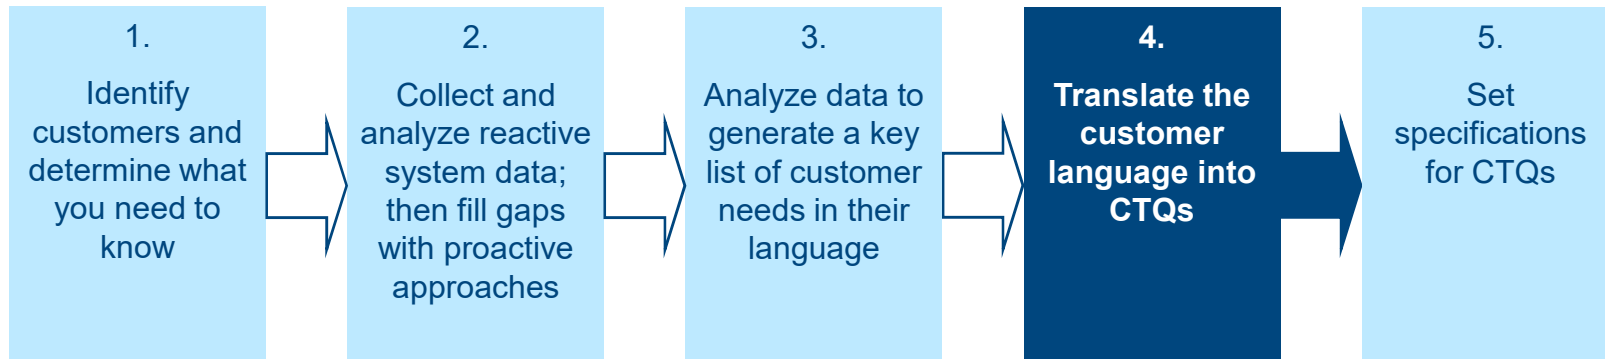 1.
Identify
customers and
determine what
you need to
know
2.
Collect and
analyze reactive
system data;
then fill gaps
with proactive
approaches
3.
Analyze data to
generate a key
list of customer
needs in their
language
4.
Translate the
customer
language into
CTQs
5.
Set
specifications
for CTQs